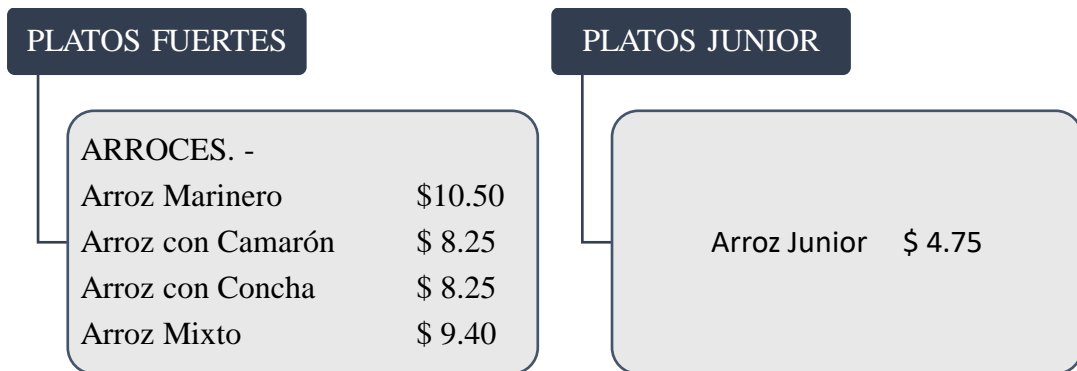 PLATOS FUERTES
ARROCES. -
Arroz Marinero $10.50
Arroz con Camarón $ 8.25
Arroz con Concha $ 8.25
Arroz Mixto $ 9.40
PLATOS JUNIOR
Arroz Junior $ 4.75